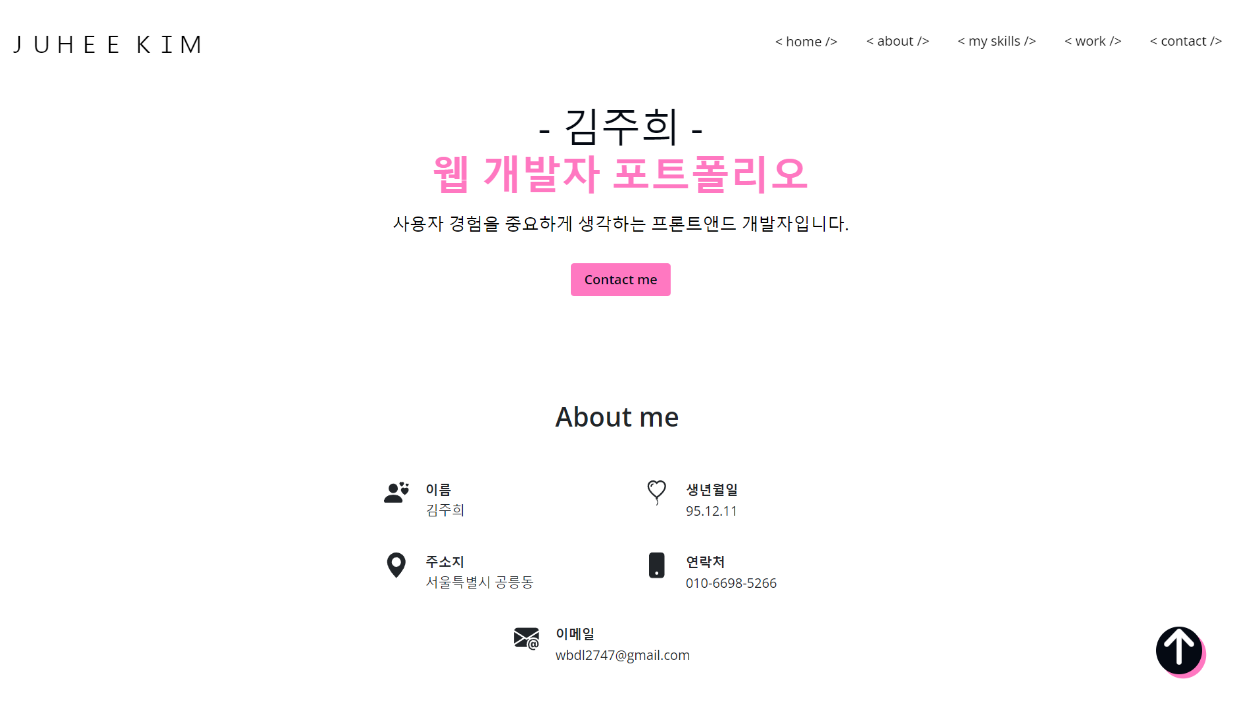 JUHEE KIM
< home /> < about /> < my skills /> < work /> < contact />
- 김주희 -
웹 개발자 포트폴리오
사용자 경험을 중요하게 생각하는 프론트앤드 개발자입니다.
Contact me
About me
이름
김주희
생년월일
95.12.11
주소지
서울특별시 공릉동
연락처
010-6698-5266
이메일
wbdl2747@gmail.com